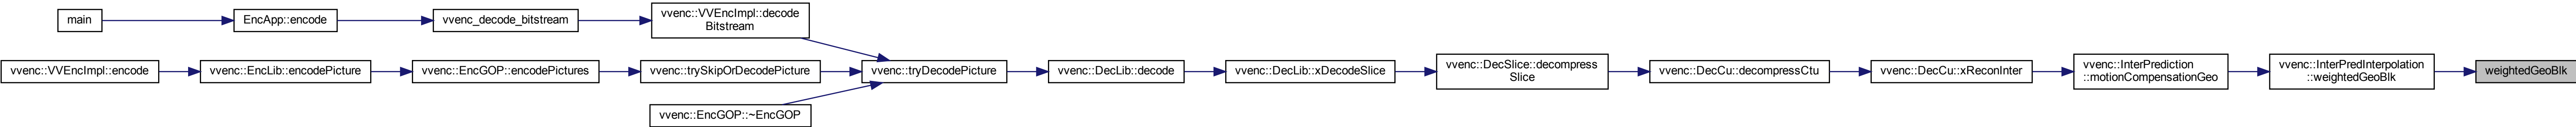 main
EncApp::encode
vvenc_decode_bitstream
vvenc::VVEncImpl::decode
Bitstream
vvenc::VVEncImpl::encode
vvenc::EncLib::encodePicture
vvenc::EncGOP::encodePictures
vvenc::trySkipOrDecodePicture
vvenc::tryDecodePicture
vvenc::DecLib::decode
vvenc::DecLib::xDecodeSlice
vvenc::DecSlice::decompress
Slice
vvenc::DecCu::decompressCtu
vvenc::DecCu::xReconInter
vvenc::InterPrediction
::motionCompensationGeo
vvenc::InterPredInterpolation
::weightedGeoBlk
weightedGeoBlk
vvenc::EncGOP::~EncGOP